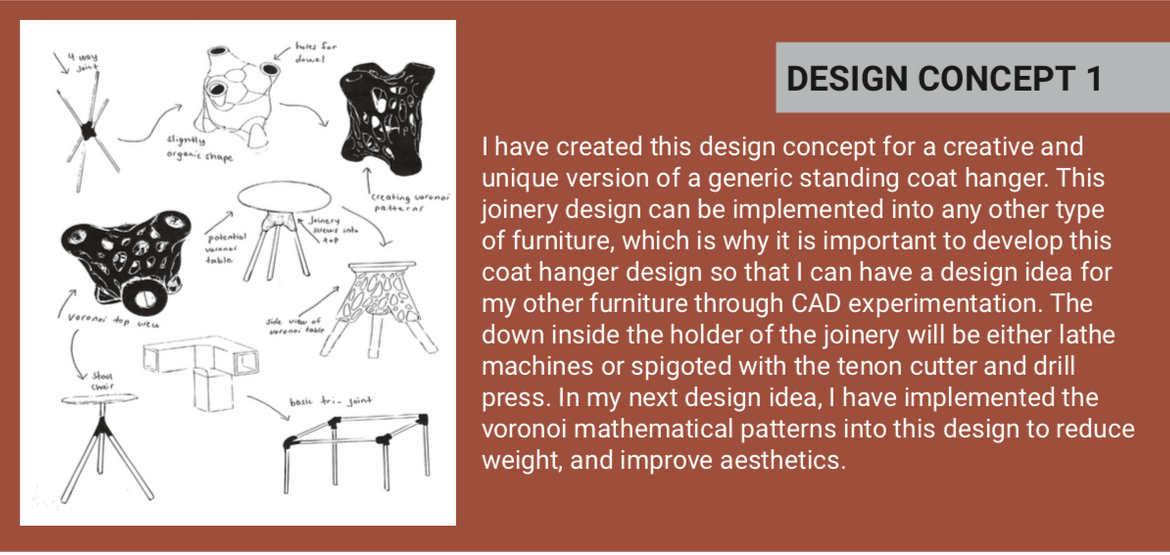 4 way
joint
holes for
dowel
slightly
organic shape
creating voronoi
patterns
potential
voronoi
table
Joinery
screws into
top
voronoi top view
side view of
voronoi table
Stool
chair
basic tri-joint
DESIGN CONCEPT 1
I have created this design concept for a creative and
unique version of a generic standing coat hanger. This
joinery design can be implemented into any other type
of furniture, which is why it is important to develop this
coat hanger design so that I can have a design idea for
my other furniture through CAD experimentation. The
down inside the holder of the joinery will be either lathe
machines or spigoted with the tenon cutter and drill
press. In my next design idea, I have implemented the
voronoi mathematical patterns into this design to reduce
weight, and improve aesthetics.